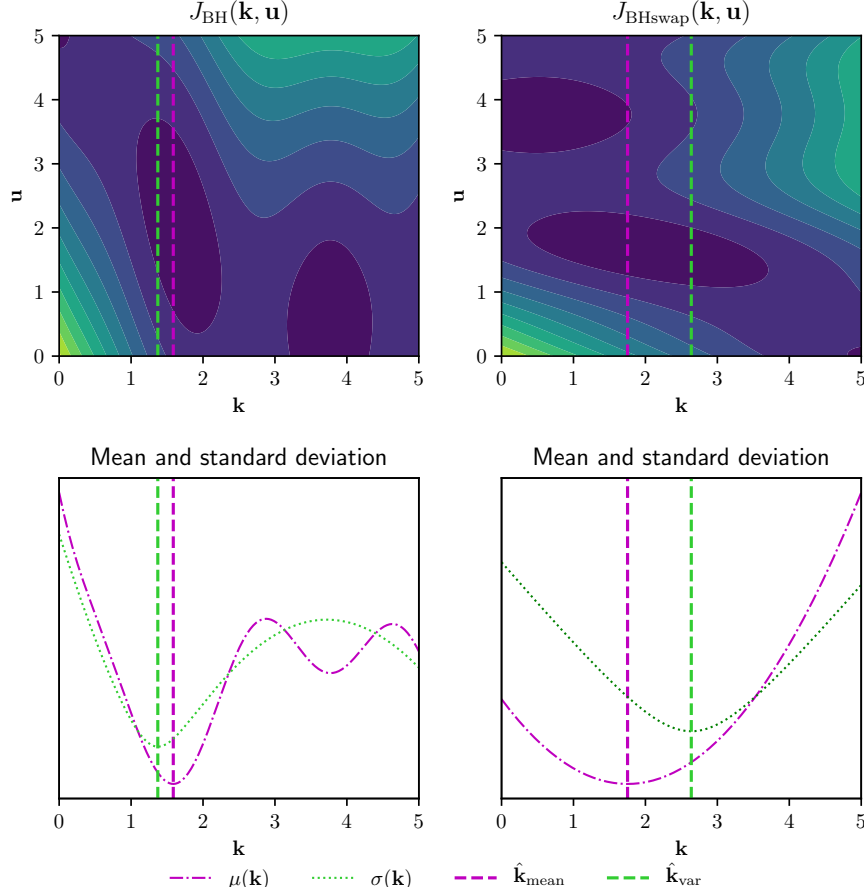 J_BH(k, u)
J_BHswap(k, u)
5
4
3
2
1
0
u
0 1 2 3 4 5
k
5
4
3
2
1
0
u
0 1 2 3 4 5
k
Mean and standard deviation
Mean and standard deviation
0 1 2 3 4 5
k
0 1 2 3 4 5
k
μ(k) σ(k) k̂_mean k̂_var